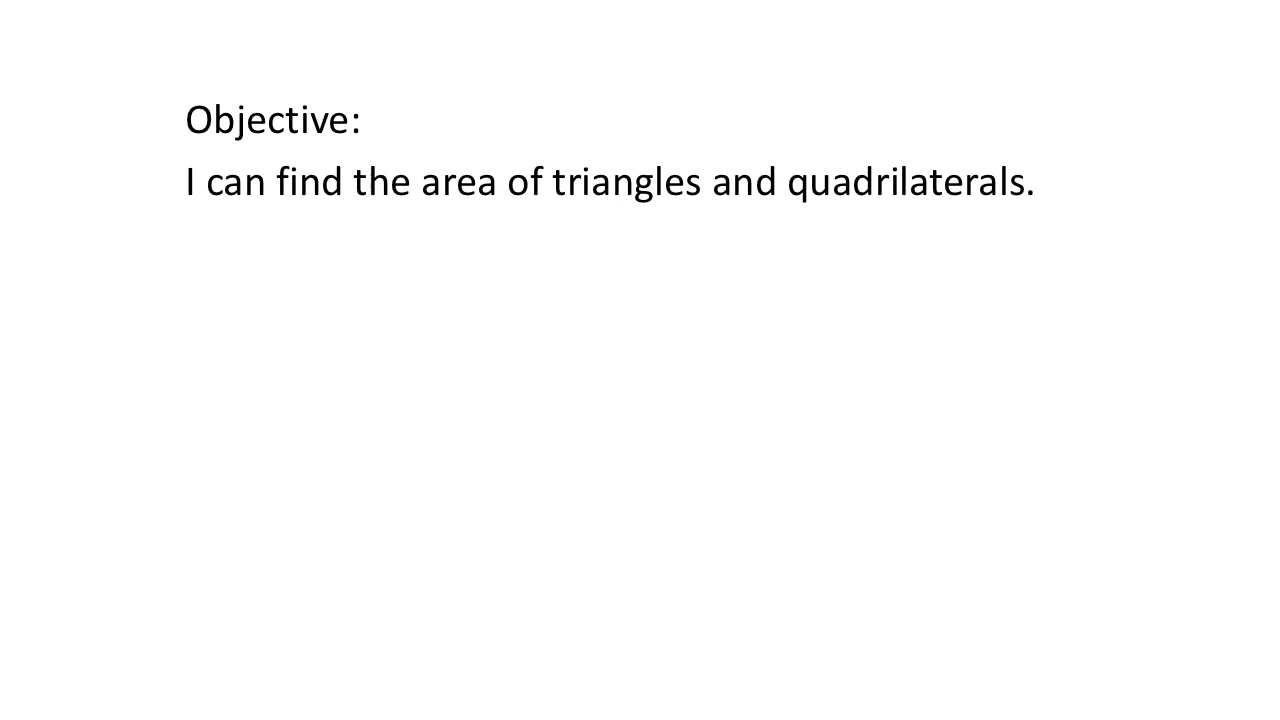 Objective:
I can find the area of triangles and quadrilaterals.